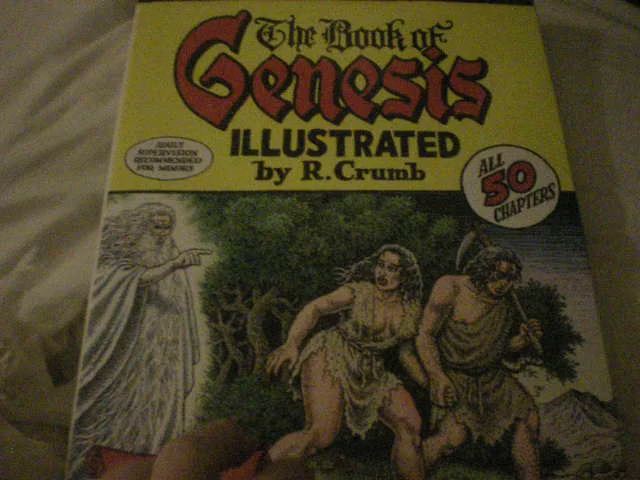 The Book of
Genesis
ILLUSTRATED
by R. Crumb
ADULT
SUPERVISION
RECOMMENDED
FOR MINORS
ALL
50
CHAPTERS